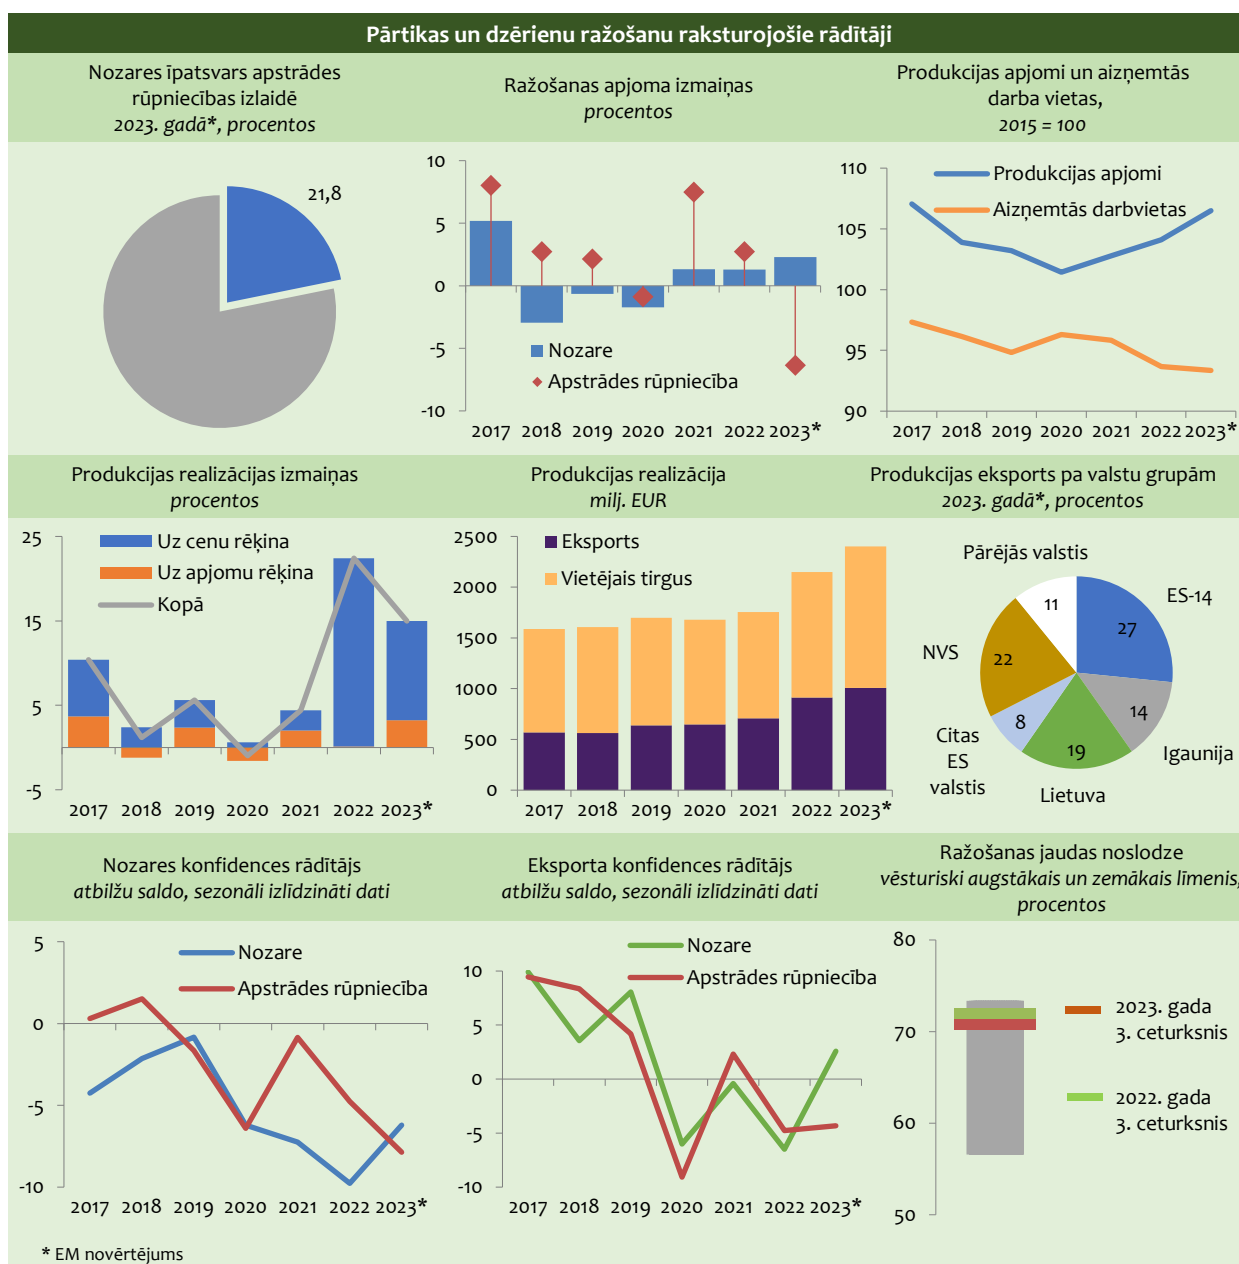 Pārtikas un dzērienu ražošanu raksturojošie rādītāji
Nozares īpatsvars apstrādes
rūpniecības izlaidē
2023. gadā*, procentos
21,8
Ražošanas apjoma izmaiņas
procentos
10
5
0
-5
-10
Nozare
Apstrādes rūpniecība
2017 2018 2019 2020 2021 2022 2023*
Produkcijas apjomi un aizņemtās
darba vietas,
2015 = 100
110
105
100
95
90
Produkcijas apjomi
Aizņemtās darbvietas
2017 2018 2019 2020 2021 2022 2023*
Produkcijas realizācijas izmaiņas
procentos
25
15
5
-5
Uz cenu rēķina
Uz apjomu rēķina
Kopā
2017 2018 2019 2020 2021 2022 2023*
Produkcijas realizācija
milj. EUR
2500
2000
1500
1000
500
0
Eksports
Vietējais tirgus
2017 2018 2019 2020 2021 2022 2023*
Produkcijas eksports pa valstu grupām
2023. gadā*, procentos
Pārējās valstis
11
ES-14
27
NVS
22
14
Igaunija
8
Citas
ES
valstis
19
Lietuva
Nozares konfidences rādītājs
atbilžu saldo, sezonāli izlīdzināti dati
5
0
-5
-10
Nozare
Apstrādes rūpniecība
2017 2018 2019 2020 2021 2022 2023*
Eksporta konfidences rādītājs
atbilžu saldo, sezonāli izlīdzināti dati
10
5
0
-5
-10
Nozare
Apstrādes rūpniecība
2017 2018 2019 2020 2021 2022 2023*
Ražošanas jaudas noslodze
vēsturiski augstākais un zemākais līmenis,
procentos
80
70
60
50
2023. gada
3. ceturksnis
2022. gada
3. ceturksnis
* EM novērtējums